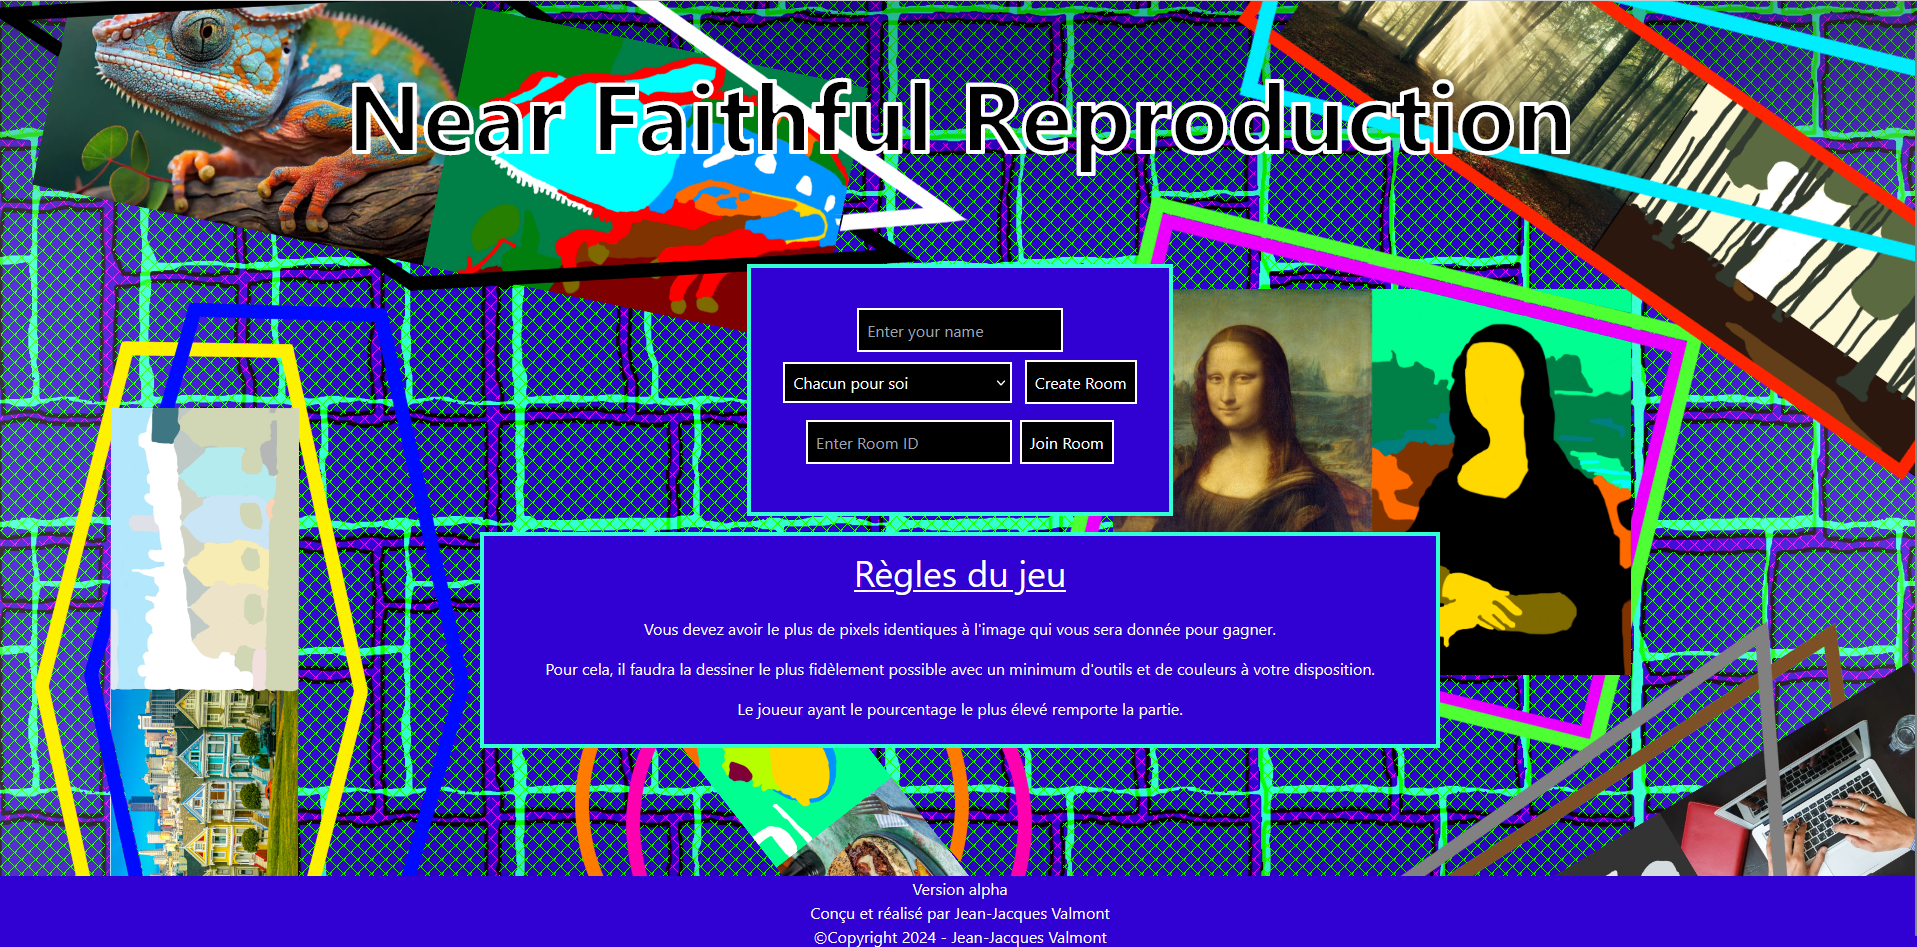 Near Faithful Reproduction
Enter your name
Chacun pour soi
Create Room
Enter Room ID
Join Room
Règles du jeu
Vous devez avoir le plus de pixels identiques à l'image qui vous sera donnée pour gagner.
Pour cela, il faudra la dessiner le plus fidèlement possible avec un minimum d'outils et de couleurs à votre disposition.
Le joueur ayant le pourcentage le plus élevé remporte la partie.
Version alpha
Conçu et réalisé par Jean-Jacques Valmont
©Copyright 2024 - Jean-Jacques Valmont